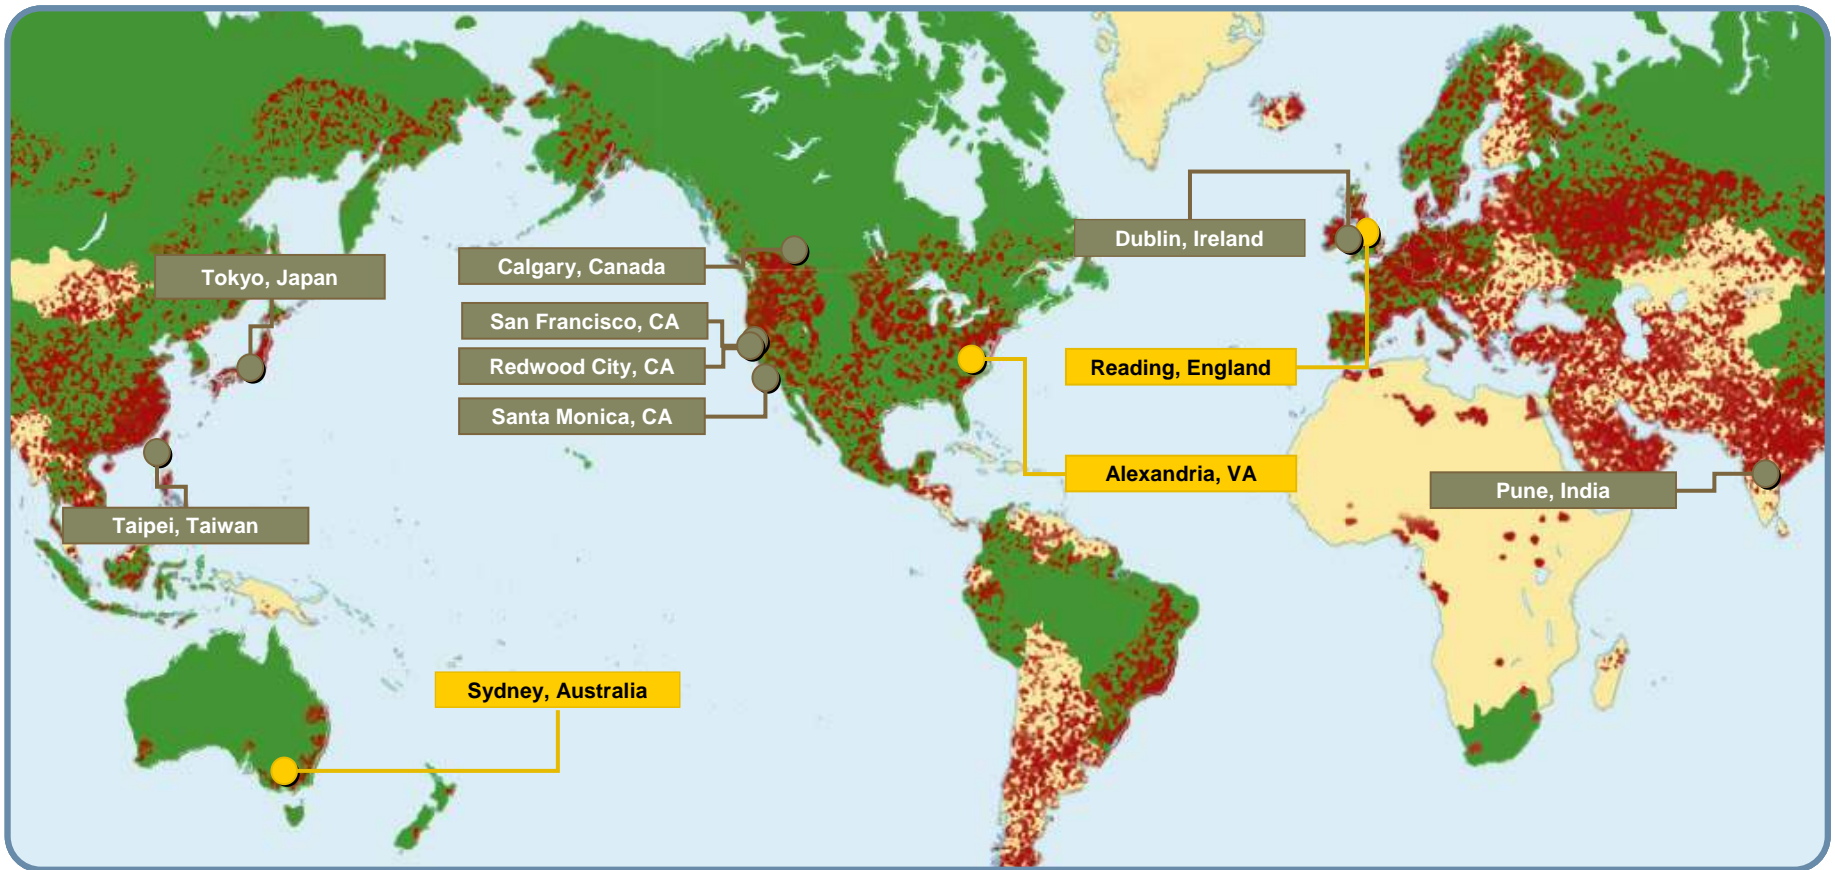 Dublin, Ireland
Tokyo, Japan
Calgary, Canada
San Francisco, CA
Redwood City, CA
Reading, England
Santa Monica, CA
Alexandria, VA
Pune, India
Taipei, Taiwan
Sydney, Australia